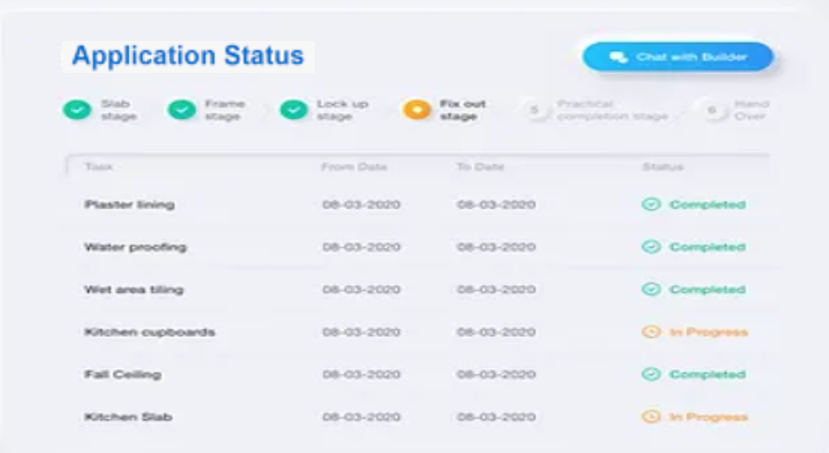 Application Status
Chat with Builder
Slab stage
Frame stage
Lock up stage
Fix out stage
5 Practical completion stage
6 Hand Over
Task From Date To Date Status
Plaster lining 08-03-2020 08-03-2020 Completed
Water proofing 08-03-2020 08-03-2020 Completed
Wet area tiling 08-03-2020 08-03-2020 Completed
Kitchen cupboards 08-03-2020 08-03-2020 In Progress
Fall Ceiling 08-03-2020 08-03-2020 Completed
Kitchen Slab 08-03-2020 08-03-2020 In Progress